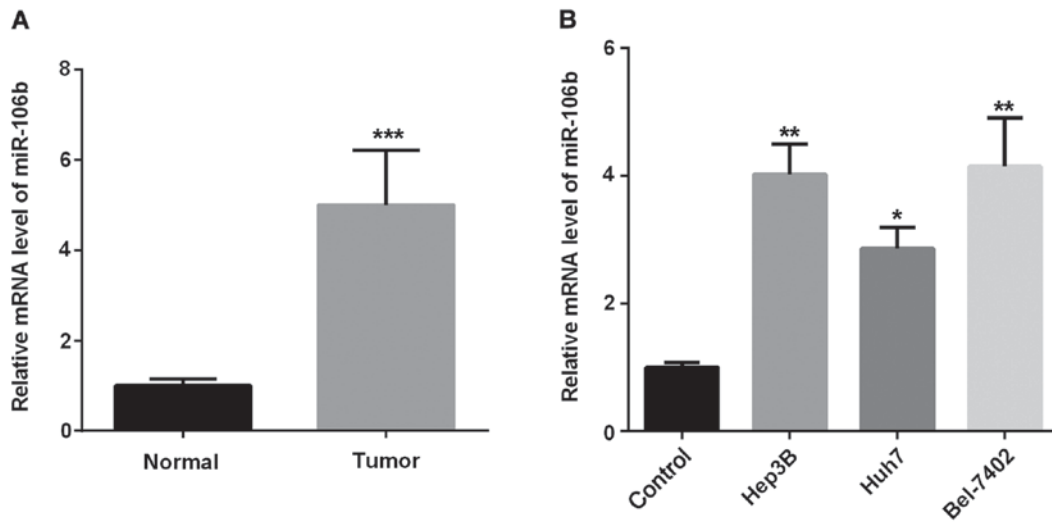 A
Relative mRNA level of miR-106b
8
6
4
2
0
***
Normal
Tumor
B
Relative mRNA level of miR-106b
6
4
2
0
**
*
**
Control
Hep3B
Huh7
Bel-7402